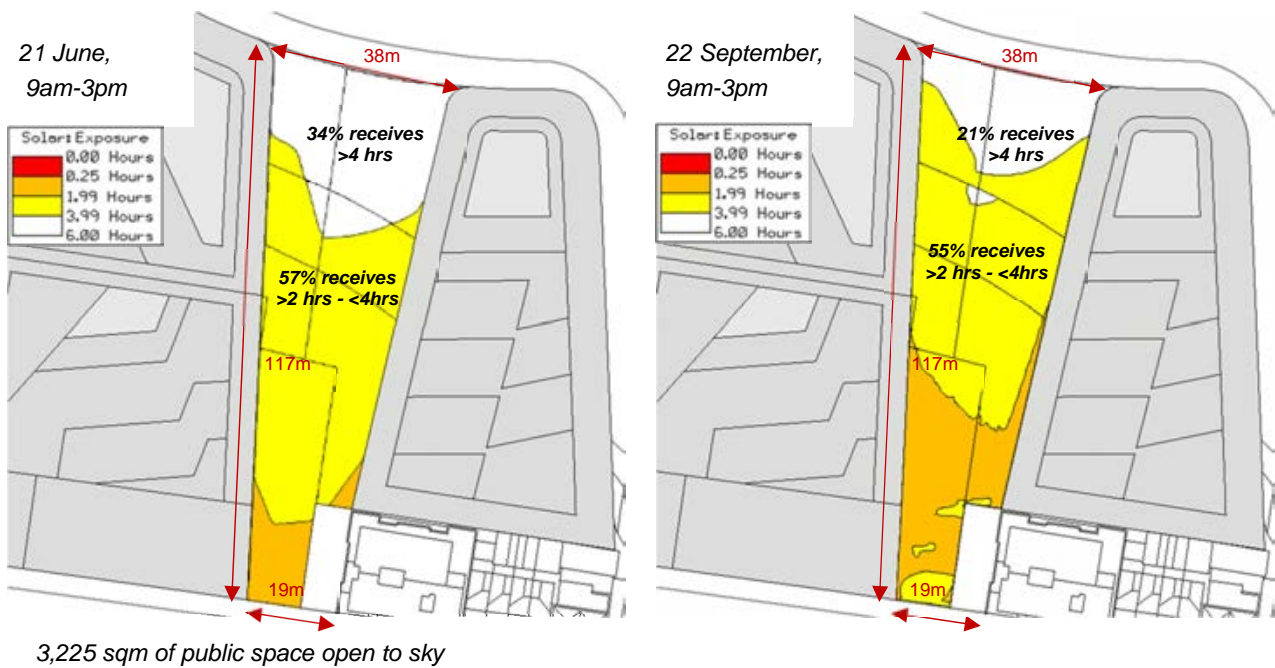 21 June,
9am-3pm
Solar: Exposure
0.00 Hours
0.25 Hours
1.99 Hours
3.99 Hours
6.00 Hours
38m
34% receives
>4 hrs
57% receives
>2 hrs - <4hrs
117m
19m
3,225 sqm of public space open to sky
22 September,
9am-3pm
Solar: Exposure
0.00 Hours
0.25 Hours
1.99 Hours
3.99 Hours
6.00 Hours
38m
21% receives
>4 hrs
55% receives
>2 hrs - <4hrs
117m
19m